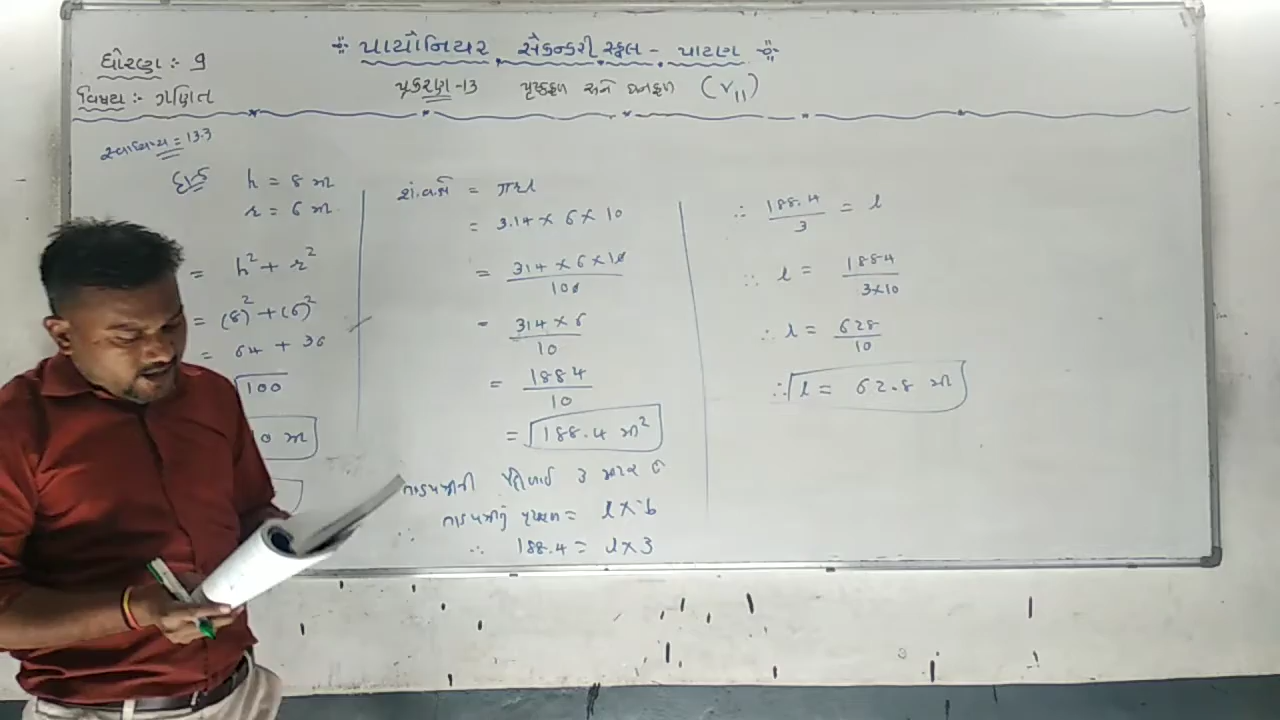 પાયોનિયર સેકન્ડરી સ્કૂલ - પાટણ
ધોરણ :- 9
પ્રકરણ -13 પૃષ્ઠફળ અને ઘનફળ (V11)
વિષય :- ગણિત
સ્વાધ્યાય = 13.3
h = 8 મી
r = 6 મી
= h² + r²
= (8)² + (6)²
= 64 + 36
√100
0 મી
શં.વક્ર = πrl
= 3.14 × 6 × 10
= 314 × 6 × 10 / 100
= 314 × 6 / 10
= 1884 / 10
= 188.4 મી²
તાડપત્રીની પહોળાઈ 3 મીટર છે
∴ તાડપત્રીનું પૃષ્ઠફળ = l × b
∴ 188.4 = l × 3
∴ 188.4 / 3 = l
∴ l = 1884 / 3×10
∴ l = 628 / 10
∴ l = 62.8 મી